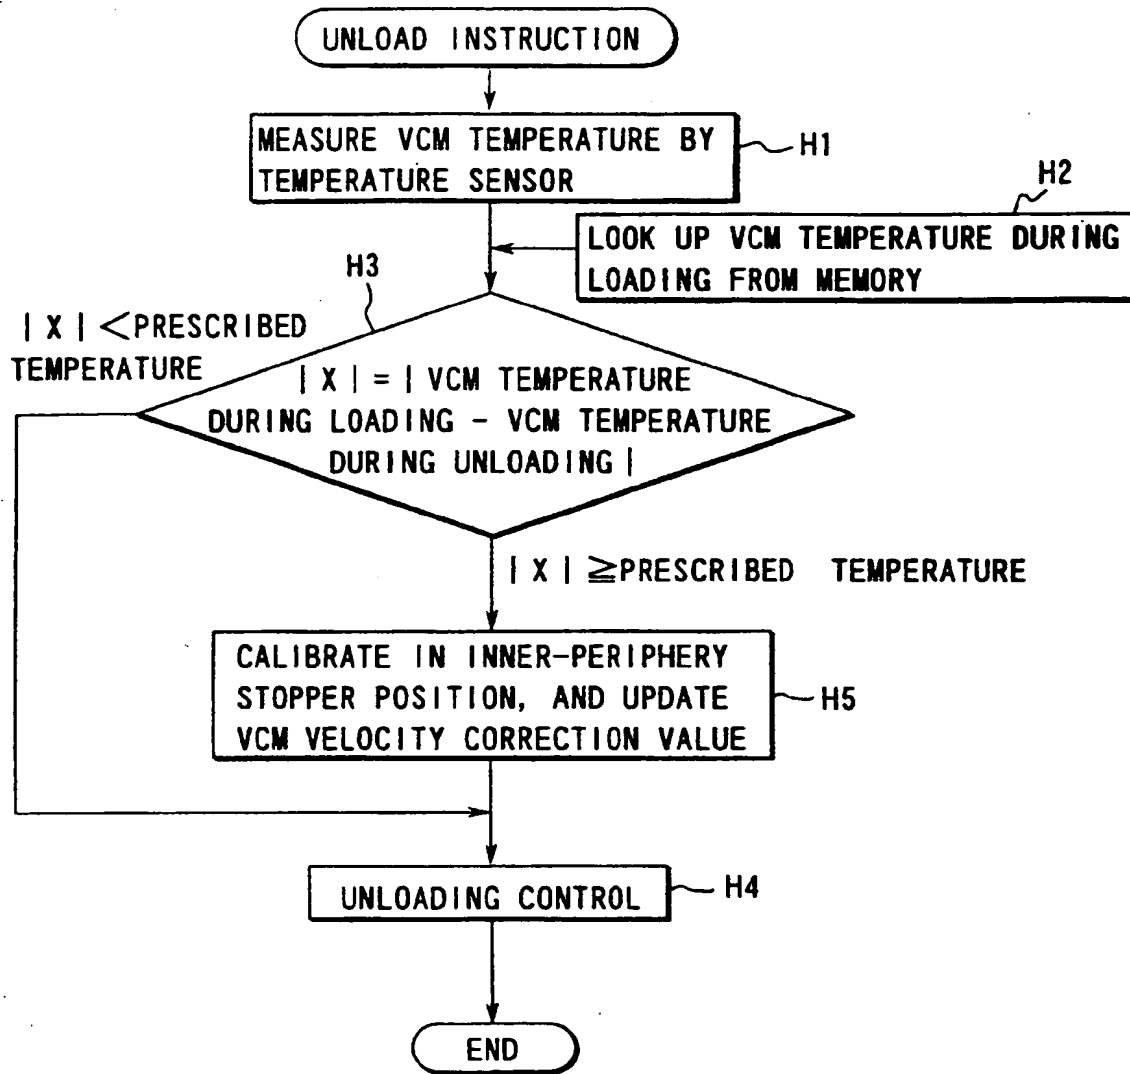 UNLOAD INSTRUCTION
MEASURE VCM TEMPERATURE BY
TEMPERATURE SENSOR
H1
H2
LOOK UP VCM TEMPERATURE DURING
LOADING FROM MEMORY
H3
| X | <PRESCRIBED
TEMPERATURE
| X | = | VCM TEMPERATURE
DURING LOADING - VCM TEMPERATURE
DURING UNLOADING |
| X | ≧PRESCRIBED TEMPERATURE
CALIBRATE IN INNER-PERIPHERY
STOPPER POSITION, AND UPDATE
VCM VELOCITY CORRECTION VALUE
H5
UNLOADING CONTROL
H4
END